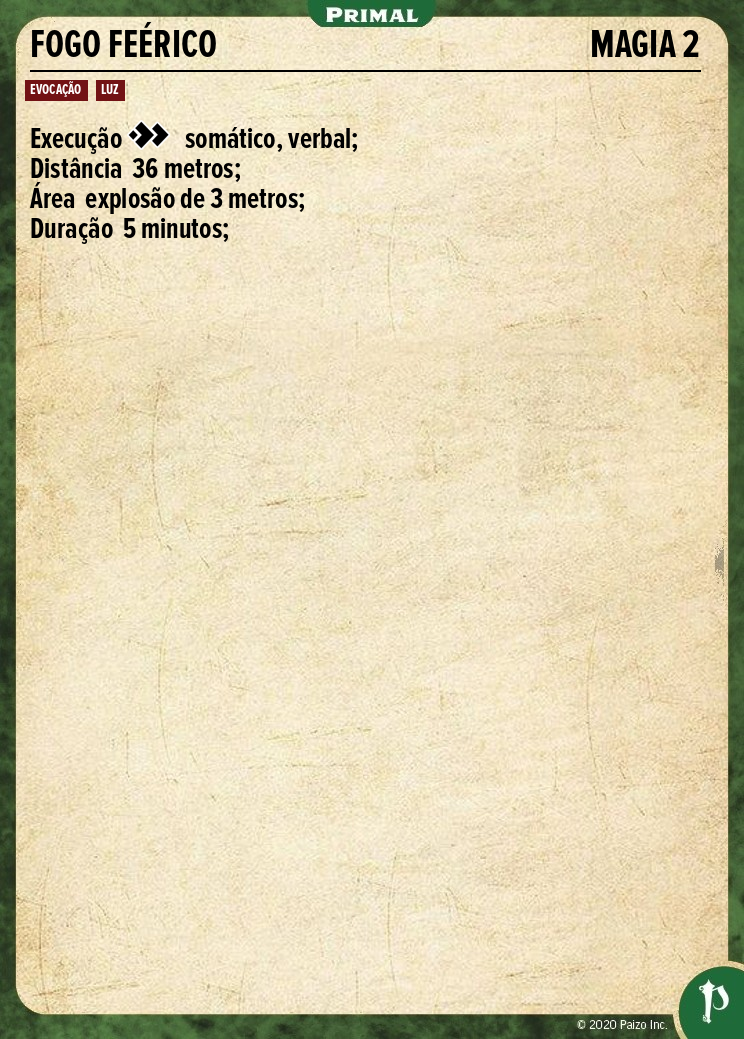 PRIMAL
FOGO FEÉRICO MAGIA 2
EVOCAÇÃO LUZ
Execução somático, verbal;
Distância 36 metros;
Área explosão de 3 metros;
Duração 5 minutos;
© 2020 Paizo Inc.